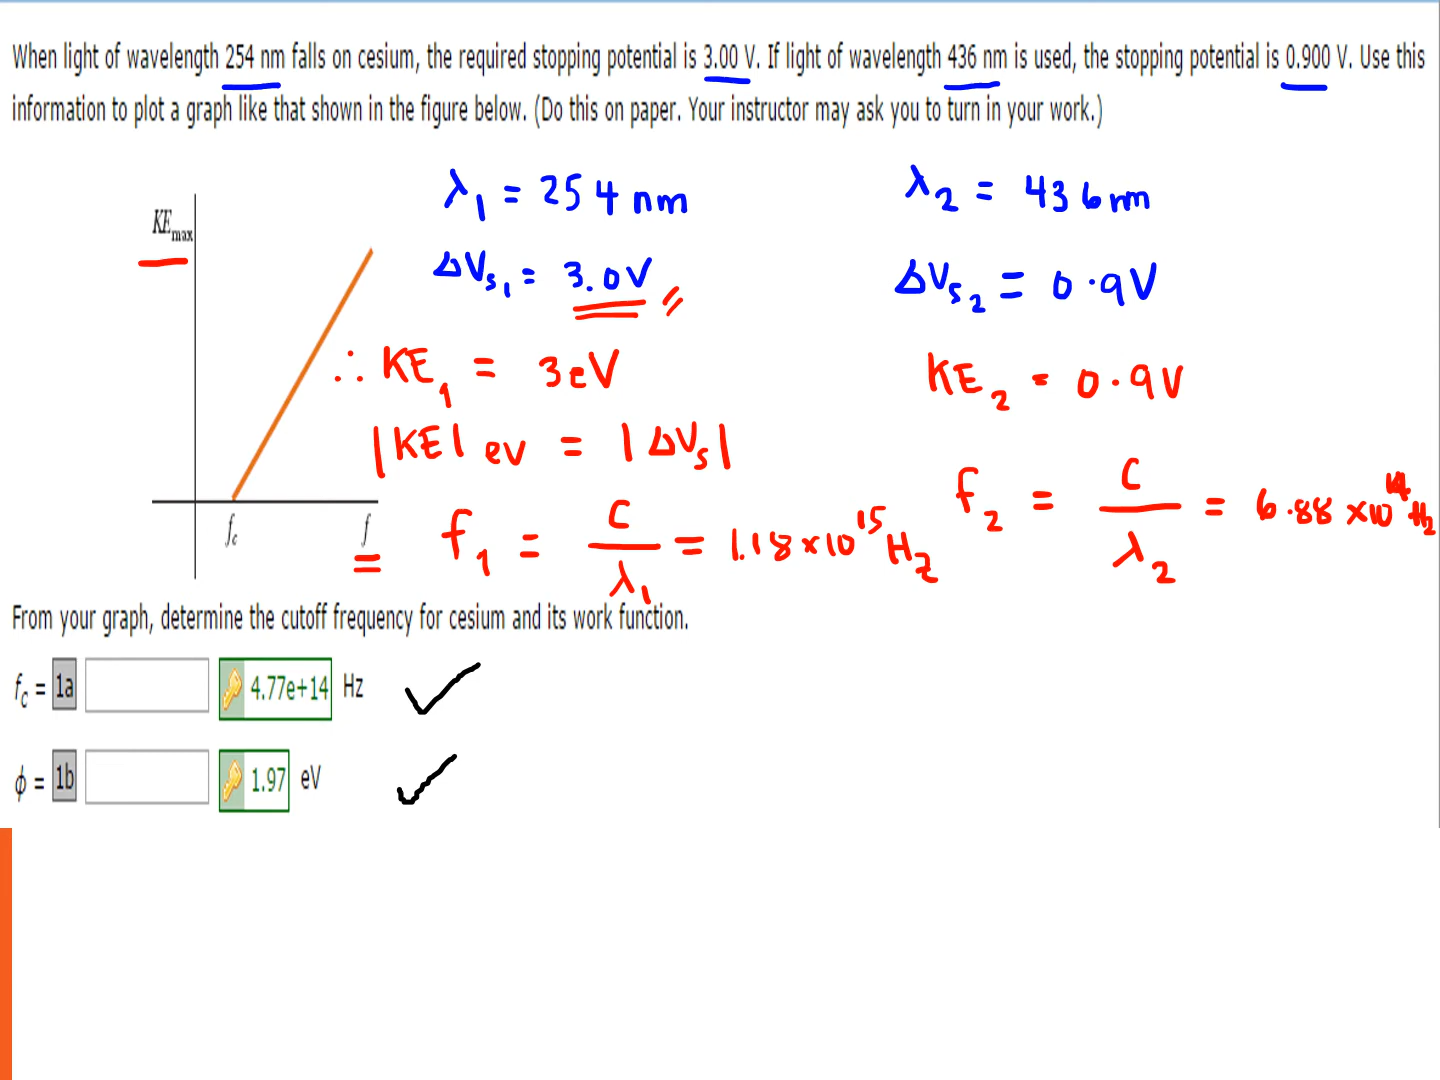 When light of wavelength 254 nm falls on cesium, the required stopping potential is 3.00 V. If light of wavelength 436 nm is used, the stopping potential is 0.900 V. Use this
information to plot a graph like that shown in the figure below. (Do this on paper. Your instructor may ask you to turn in your work.)
λ1 = 254 nm
λ2 = 436 nm
KEmax
ΔVs1 = 3.0V
ΔVs2 = 0.9V
∴ KE1 = 3eV
KE2 = 0.9V
|KE| eV = |ΔVs|
fc
f
f1 = c/λ1 = 1.18×10^15 Hz
f2 = c/λ2 = 6.88×10^14 Hz
From your graph, determine the cutoff frequency for cesium and its work function.
fc = 1a 4.77e+14 Hz
ϕ = 1b 1.97 eV